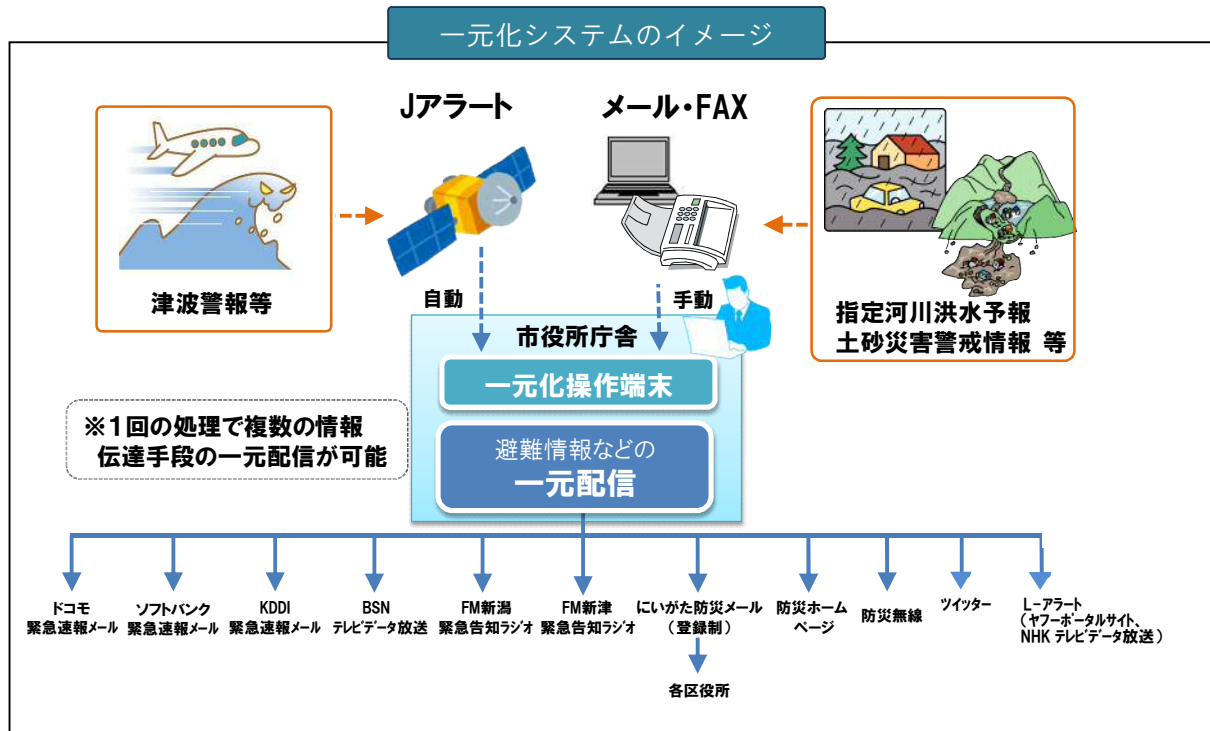 一元化システムのイメージ
Jアラート
メール・FAX
津波警報等
自動
手動
指定河川洪水予報
土砂災害警戒情報 等
市役所庁舎
一元化操作端末
※1回の処理で複数の情報
伝達手段の一元配信が可能
避難情報などの
一元配信
ドコモ
緊急速報メール
ソフトバンク
緊急速報メール
KDDI
緊急速報メール
BSN
テレビデータ放送
FM新潟
緊急告知ラジオ
FM新津
緊急告知ラジオ
にいがた防災メール
(登録制)
各区役所
防災ホーム
ページ
防災無線
ツイッター
L-アラート
(ヤフーポータルサイト、
NHK テレビデータ放送)